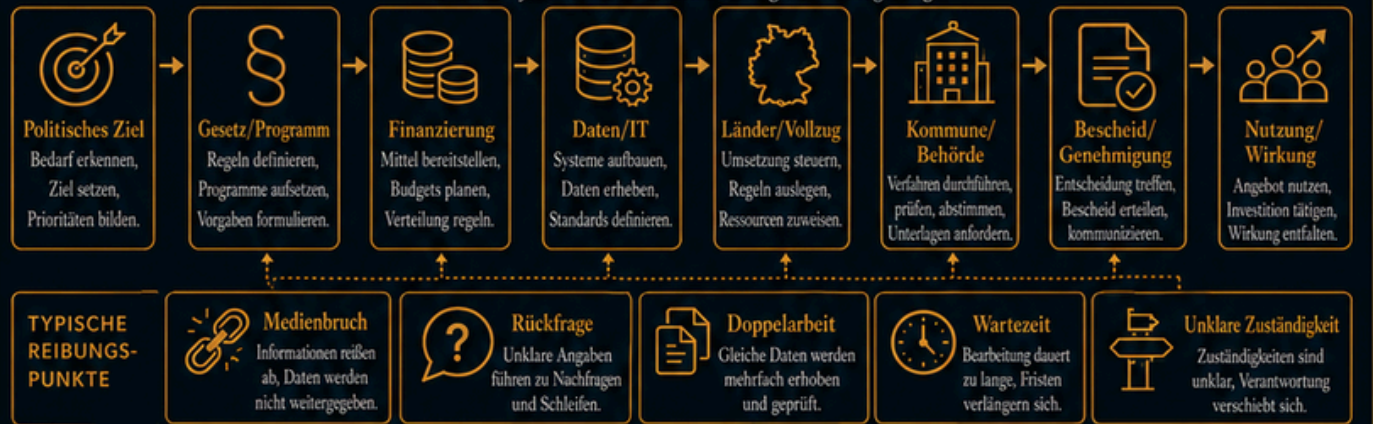 Politisches Ziel
Bedarf erkennen,
Ziel setzen,
Prioritäten bilden.
Gesetz/Programm
Regeln definieren,
Programme aufsetzen,
Vorgaben formulieren.
Finanzierung
Mittel bereitstellen,
Budgets planen,
Verteilung regeln.
Daten/IT
Systeme aufbauen,
Daten erheben,
Standards definieren.
Länder/Vollzug
Umsetzung steuern,
Regeln auslegen,
Ressourcen zuweisen.
Kommune/
Behörde
Verfahren durchführen,
prüfen, abstimmen,
Unterlagen anfordern.
Bescheid/
Genehmigung
Entscheidung treffen,
Bescheid erteilen,
kommunizieren.
Nutzung/
Wirkung
Angebot nutzen,
Investition tätigen,
Wirkung entfalten.
TYPISCHE
REIBUNGS-
PUNKTE
Medienbruch
Informationen reißen
ab, Daten werden
nicht weitergegeben.
Rückfrage
Unklare Angaben
führen zu Nachfragen
und Schleifen.
Doppelarbeit
Gleiche Daten werden
mehrfach erhoben
und geprüft.
Wartezeit
Bearbeitung dauert
zu lange, Fristen
verlängern sich.
Unklare Zuständigkeit
Zuständigkeiten sind
unklar, Verantwortung
verschiebt sich.